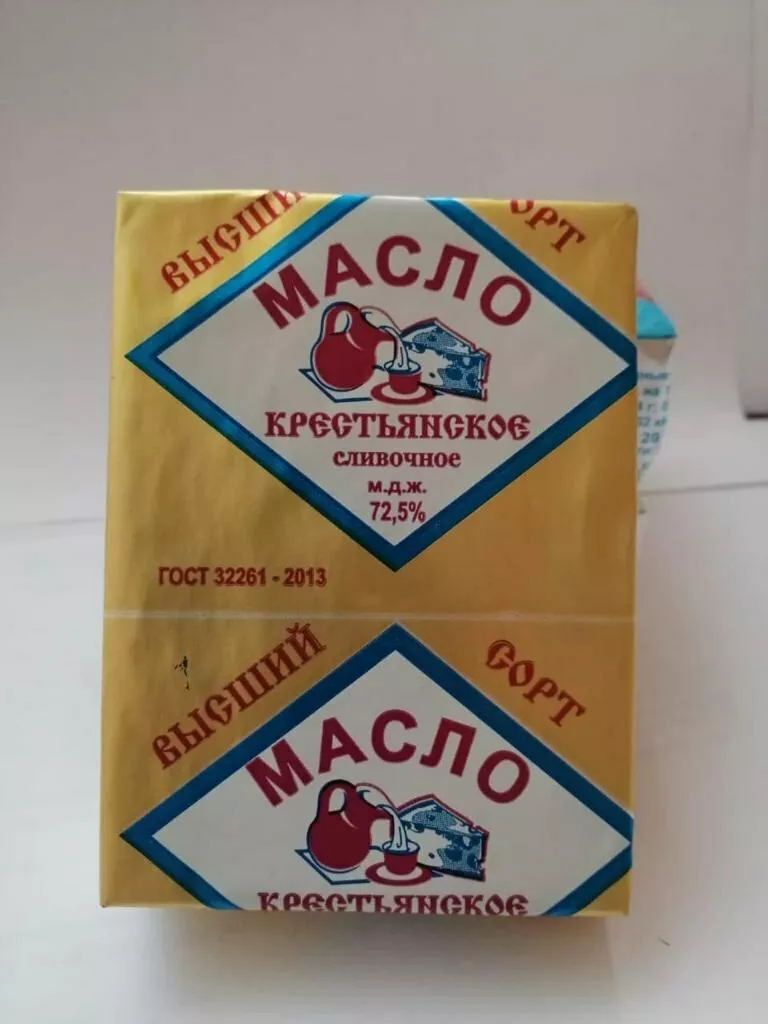 ВЫСШИЙ СОРТ
МАСЛО
КРЕСТЬЯНСКОЕ
СЛИВОЧНОЕ
М.Д.Ж.
72,5%
ГОСТ 32261 - 2013
ВЫСШИЙ СОРТ
МАСЛО
КРЕСТЬЯНСКОЕ